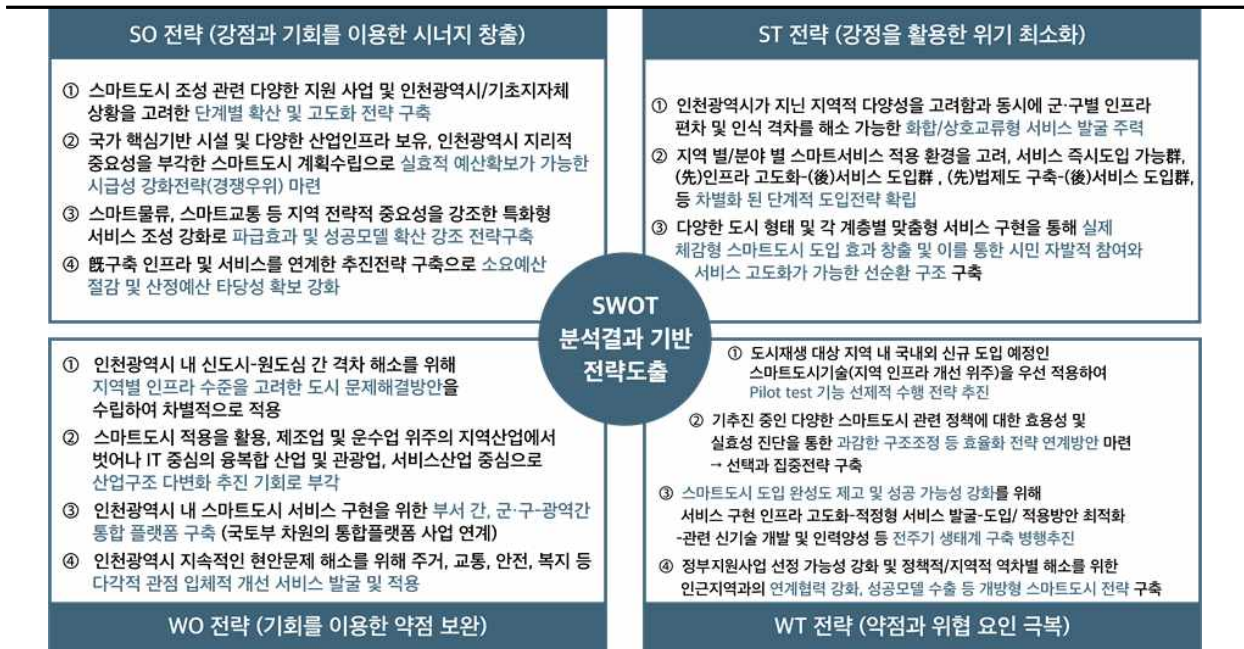 SO 전략 (강점과 기회를 이용한 시너지 창출)
① 스마트도시 조성 관련 다양한 지원 사업 및 인천광역시/기초지자체
상황을 고려한 단계별 확산 및 고도화 전략 구축
② 국가 핵심기반 시설 및 다양한 산업인프라 보유, 인천광역시 지리적
중요성을 부각한 스마트도시 계획수립으로 실효적 예산확보가 가능한
시급성 강화전략(경쟁우위) 마련
③ 스마트물류, 스마트교통 등 지역 전략적 중요성을 강조한 특화형
서비스 조성 강화로 파급효과 및 성공모델 확산 강조 전략구축
④ 旣구축 인프라 및 서비스를 연계한 추진전략 구축으로 소요예산
절감 및 산정예산 타당성 확보 강화
ST 전략 (강정을 활용한 위기 최소화)
① 인천광역시가 지닌 지역적 다양성을 고려함과 동시에 군·구별 인프라
편차 및 인식 격차를 해소 가능한 화합/상호교류형 서비스 발굴 주력
② 지역 별/분야 별 스마트서비스 적용 환경을 고려, 서비스 즉시도입 가능群,
(先)인프라 고도화-(後)서비스 도입群 , (先)법제도 구축-(後)서비스 도입群,
등 차별화 된 단계적 도입전략 확립
③ 다양한 도시 형태 및 각 계층별 맞춤형 서비스 구현을 통해 실제
체감형 스마트도시 도입 효과 창출 및 이를 통한 시민 자발적 참여와
서비스 고도화가 가능한 선순환 구조 구축
SWOT
분석결과 기반
전략도출
① 인천광역시 내 신도시-원도심 간 격차 해소를 위해
지역별 인프라 수준을 고려한 도시 문제해결방안을
수립하여 차별적으로 적용
② 스마트도시 적용을 활용, 제조업 및 운수업 위주의 지역산업에서
벗어나 IT 중심의 융복합 산업 및 관광업, 서비스산업 중심으로
산업구조 다변화 추진 기회로 부각
③ 인천광역시 내 스마트도시 서비스 구현을 위한 부서 간, 군·구-광역간
통합 플랫폼 구축 (국토부 차원의 통합플랫폼 사업 연계)
④ 인천광역시 지속적인 현안문제 해소를 위해 주거, 교통, 안전, 복지 등
다각적 관점 입체적 개선 서비스 발굴 및 적용
WO 전략 (기회를 이용한 약점 보완)
① 도시재생 대상 지역 내 국내외 신규 도입 예정인
스마트도시기술(지역 인프라 개선 위주)을 우선 적용하여
Pilot test 기능 선제적 수행 전략 추진
② 기추진 중인 다양한 스마트도시 관련 정책에 대한 효용성 및
실효성 진단을 통한 과감한 구조조정 등 효율화 전략 연계방안 마련
→ 선택과 집중전략 구축
③ 스마트도시 도입 완성도 제고 및 성공 가능성 강화를 위해
서비스 구현 인프라 고도화-적정형 서비스 발굴-도입/ 적용방안 최적화
-관련 신기술 개발 및 인력양성 등 전주기 생태계 구축 병행추진
④ 정부지원사업 선정 가능성 강화 및 정책적/지역적 역차별 해소를 위한
인근지역과의 연계협력 강화, 성공모델 수출 등 개방형 스마트도시 전략 구축
WT 전략 (약점과 위협 요인 극복)